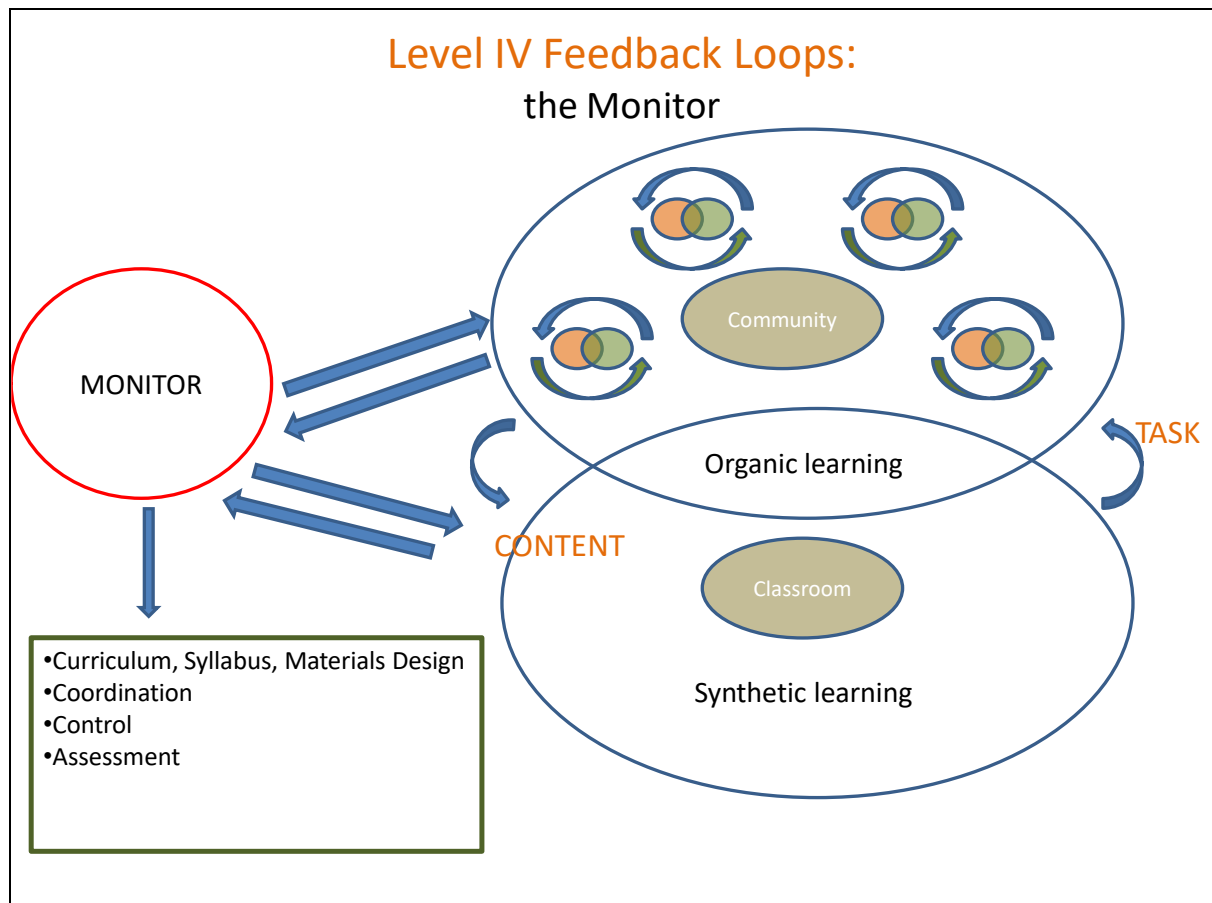 Level IV Feedback Loops:
the Monitor
Community
MONITOR
TASK
Organic learning
CONTENT
Classroom
•Curriculum, Syllabus, Materials Design
•Coordination
•Control
•Assessment
Synthetic learning